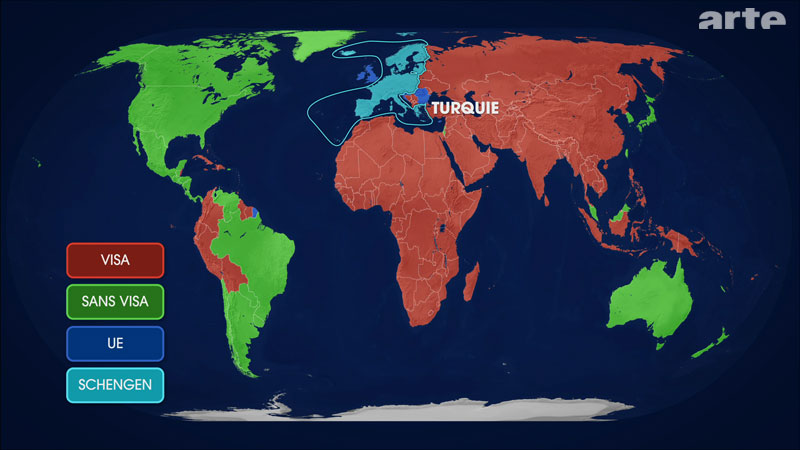 arte
TURQUIE
VISA
SANS VISA
UE
SCHENGEN